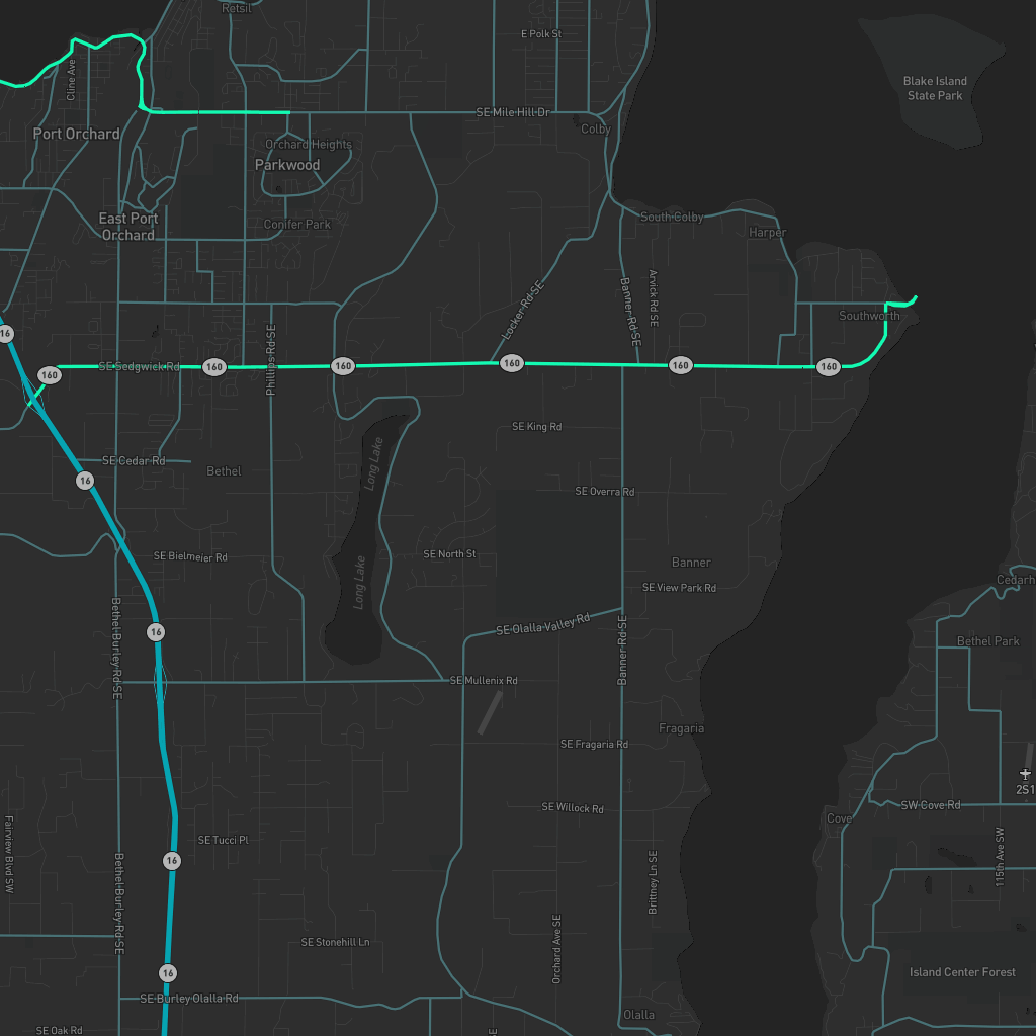 Retsil
E Polk St
Cline Ave
Blake Island
State Park
SE Mile Hill Dr
Colby
Port Orchard
Orchard Heights
Parkwood
East Port
Orchard
Conifer Park
South Colby
Harper
Locker Rd SE
Banner Rd SE
Arvick Rd SE
Southworth
16
Phillips Rd SE
SE Sedgwick Rd
160
160
160
160
160
160
SE King Rd
Long Lake
SE Cedar Rd
Bethel
16
SE Overra Rd
SE North St
SE Bielmeier Rd
Banner
Long Lake
SE View Park Rd
Cedarh
16
SE Olalla Valley Rd
Bethel Park
Bethel-Burley Rd SE
Banner Rd SE
SE Mullenix Rd
Fragaria
SE Fragaria Rd
2S1
SE Willock Rd
SW Cove Rd
Cove
SE Tucci Pl
Fairview Blvd SW
16
115th Ave SW
Brittney Ln SE
Bethel-Burley Rd SE
Orchard Ave SE
SE Stonehill Ln
16
Island Center Forest
SE Burley Olalla Rd
Olalla
SE Oak Rd
SE